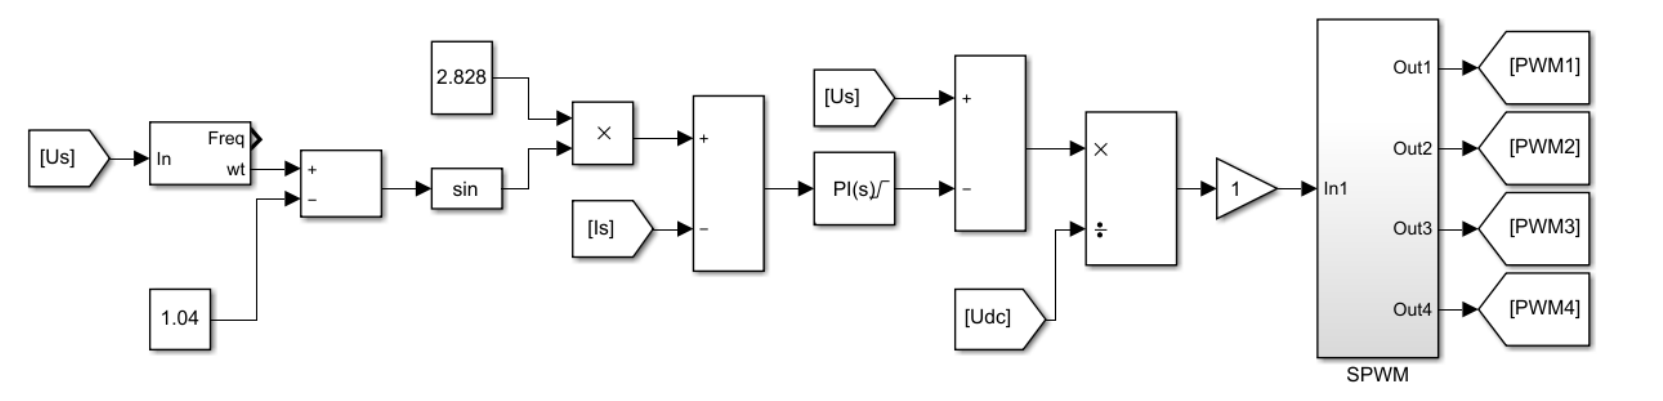 [Us]
In
Freq
wt
+
−
1.04
sin
2.828
×
[Is]
+
−
[Us]
PI(s)
+
−
[Udc]
×
÷
1
In1
Out1
Out2
Out3
Out4
SPWM
[PWM1]
[PWM2]
[PWM3]
[PWM4]